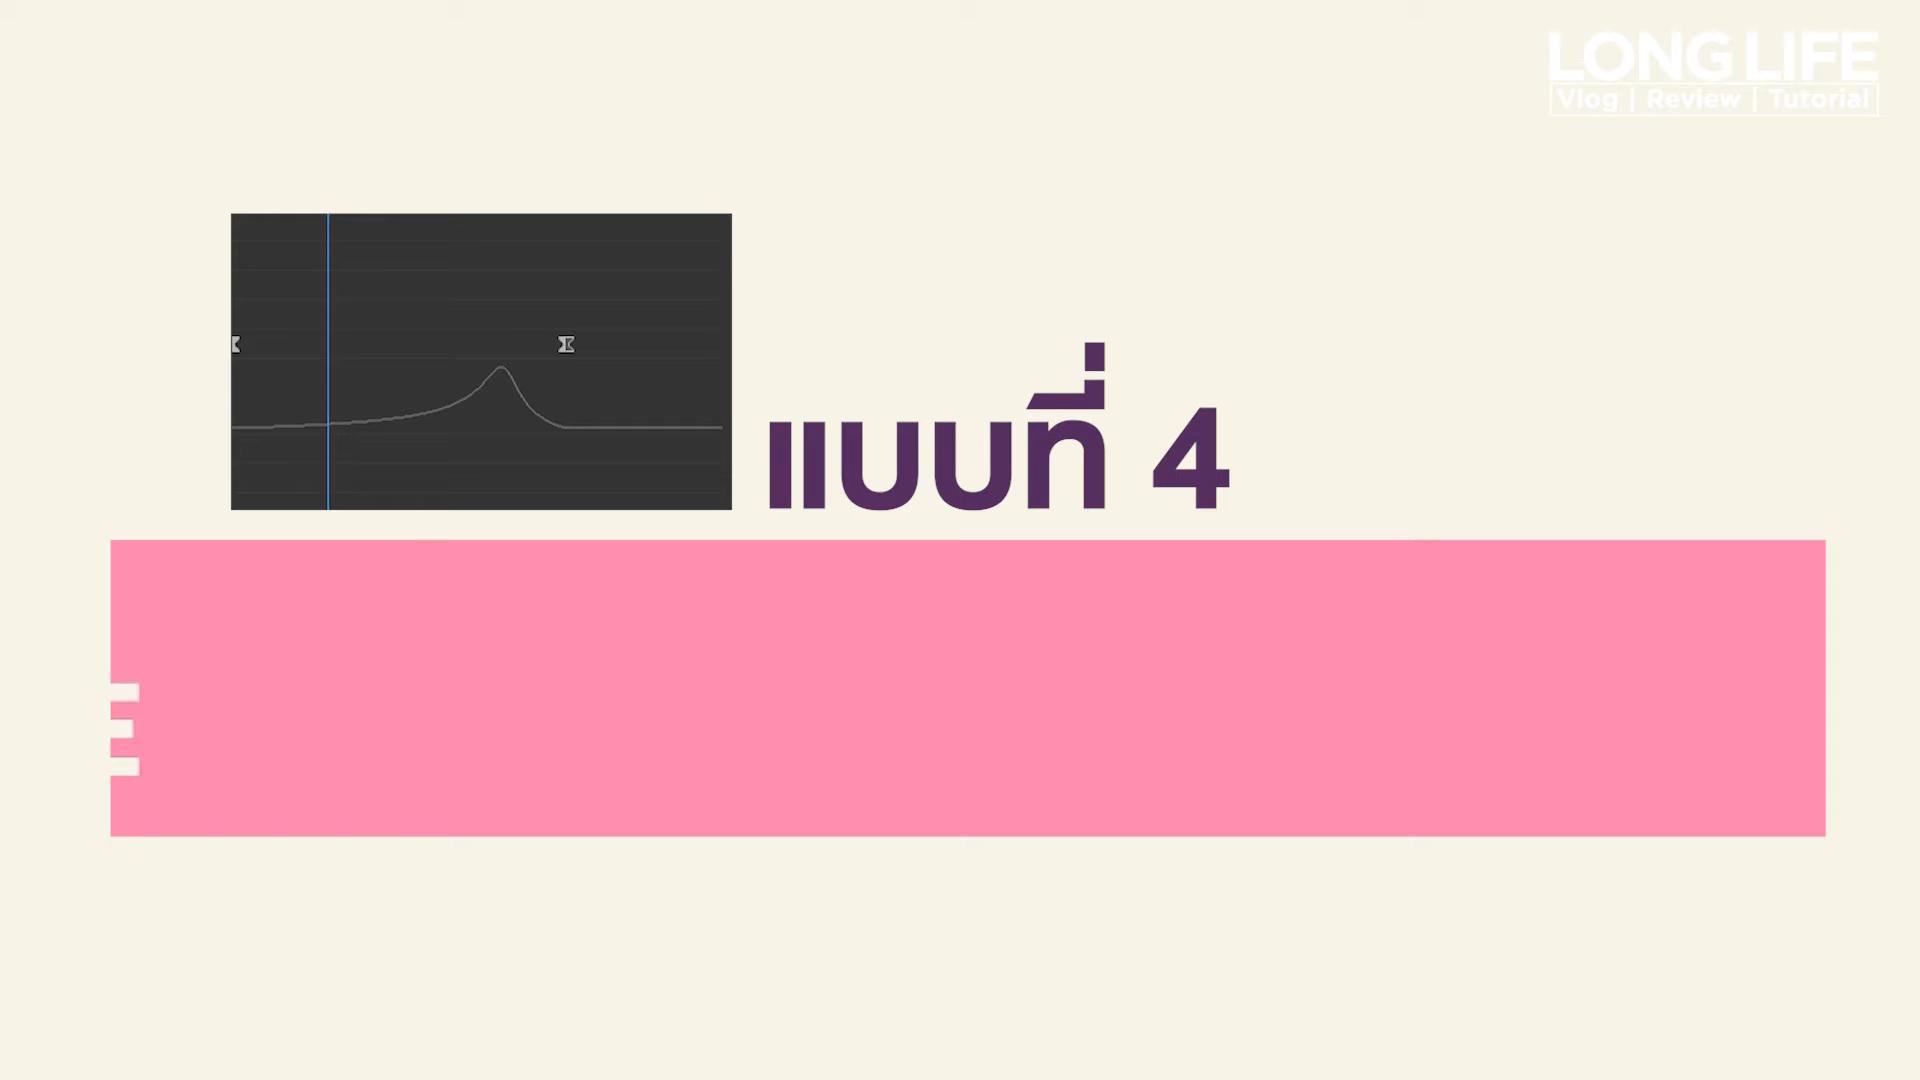 LONG LIFE
Vlog | Review | Tutorial
แบบที่ 4
E